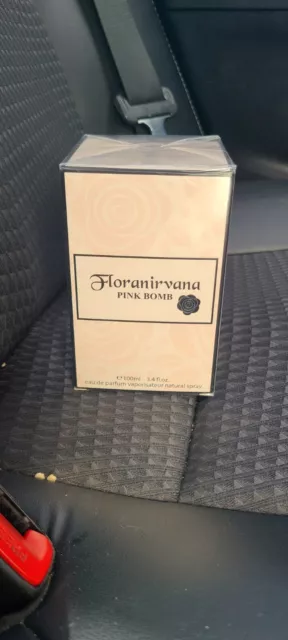 Floranirvana
PINK BOMB
e 100ml 3.4 fl.oz.
eau de parfum vaporisateur natural spray